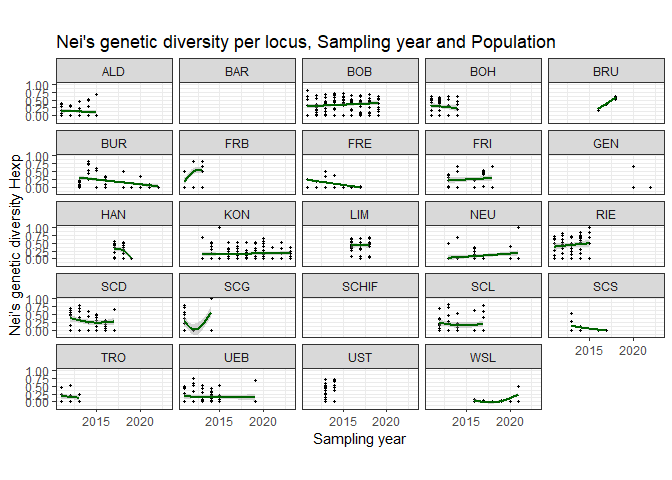 Nei's genetic diversity per locus, Sampling year and Population
ALD BAR BOB BOH BRU
1.00
0.75
0.50
0.25
0.00
BUR FRB FRE FRI GEN
1.00
0.75
0.50
0.25
0.00
HAN KON LIM NEU RIE
1.00
0.75
0.50
0.25
0.00
SCD SCG SCHIF SCL SCS
1.00
0.75
0.50
0.25
0.00
2015 2020
TRO UEB UST WSL
1.00
0.75
0.50
0.25
0.00
2015 2020 2015 2020 2015 2020 2015 2020
Sampling year
Nei's genetic diversity Hexp